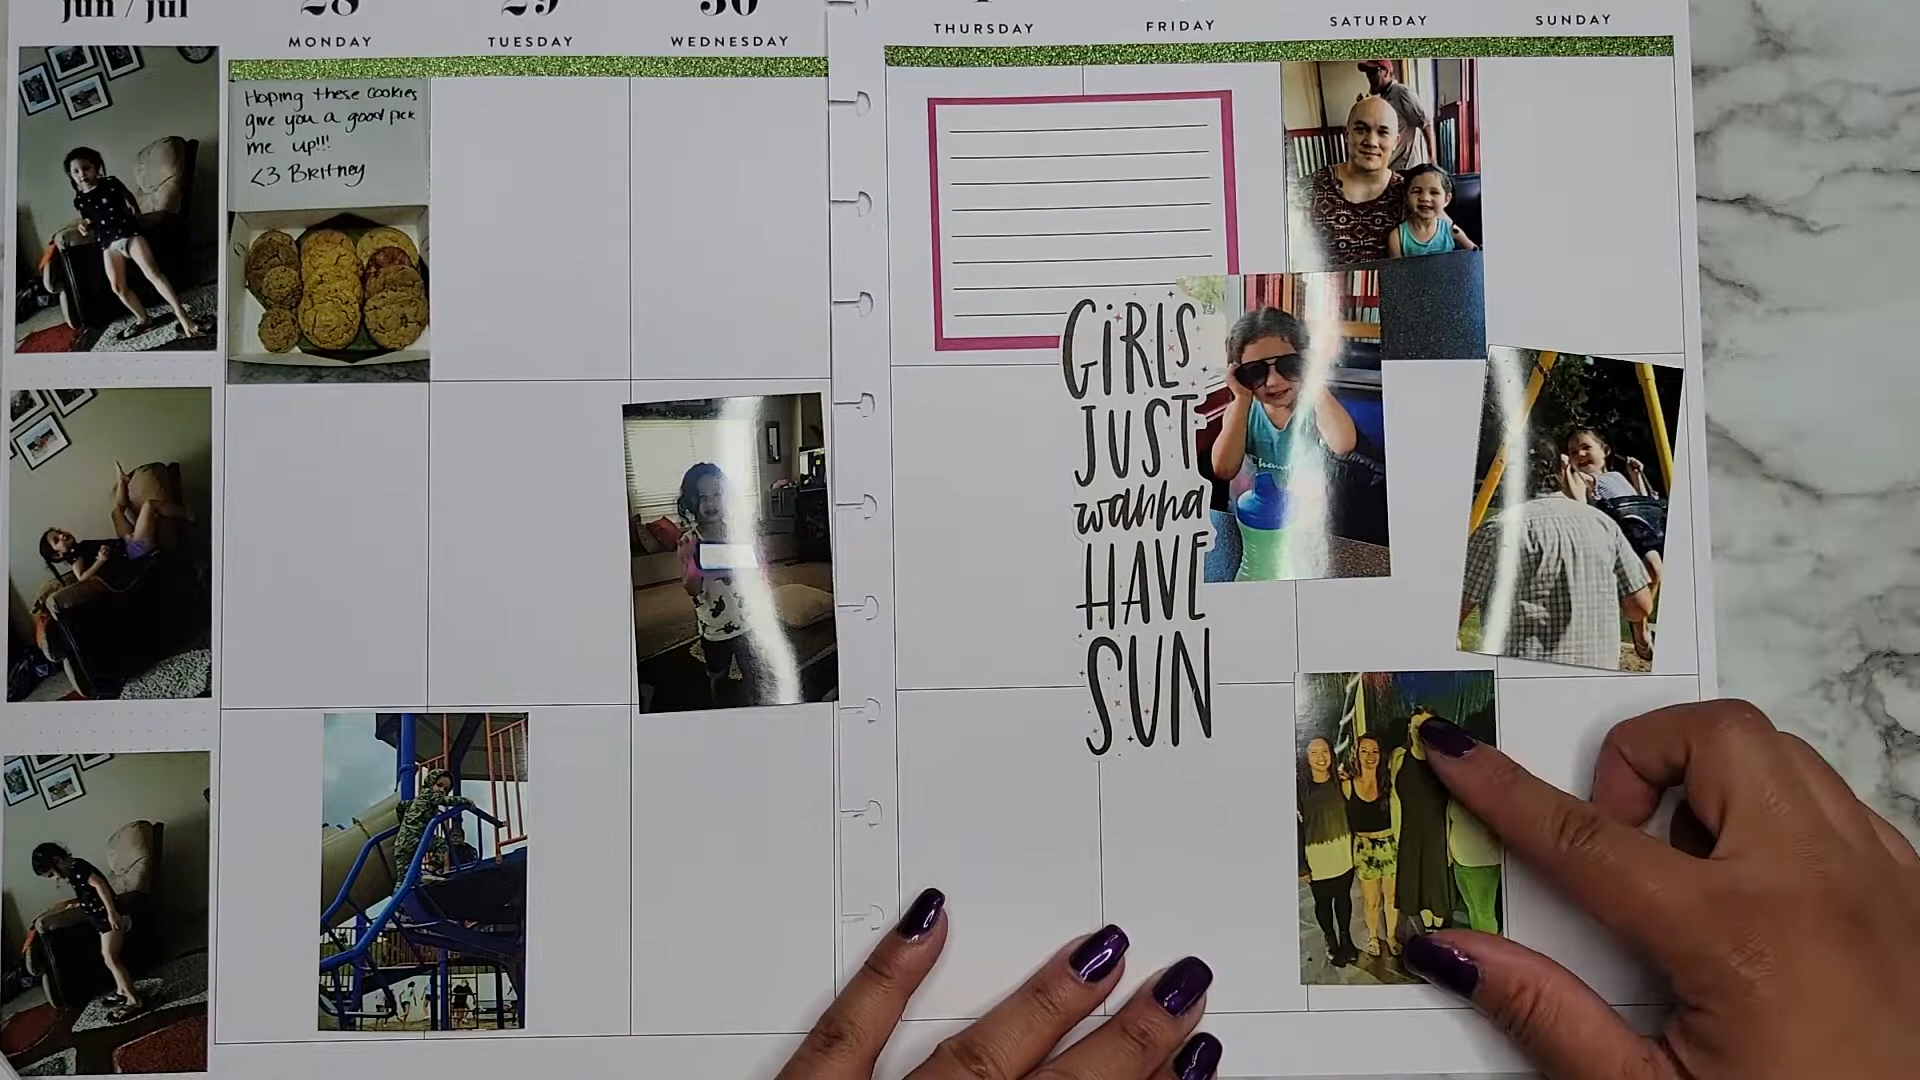 jun / jul
28
29
30
MONDAY
TUESDAY
WEDNESDAY
THURSDAY
FRIDAY
SATURDAY
SUNDAY
Hoping these cookies
give you a good pick
me up!!!
<3 Britney
GiRLS
JUST
wanna
HAVE
SUN